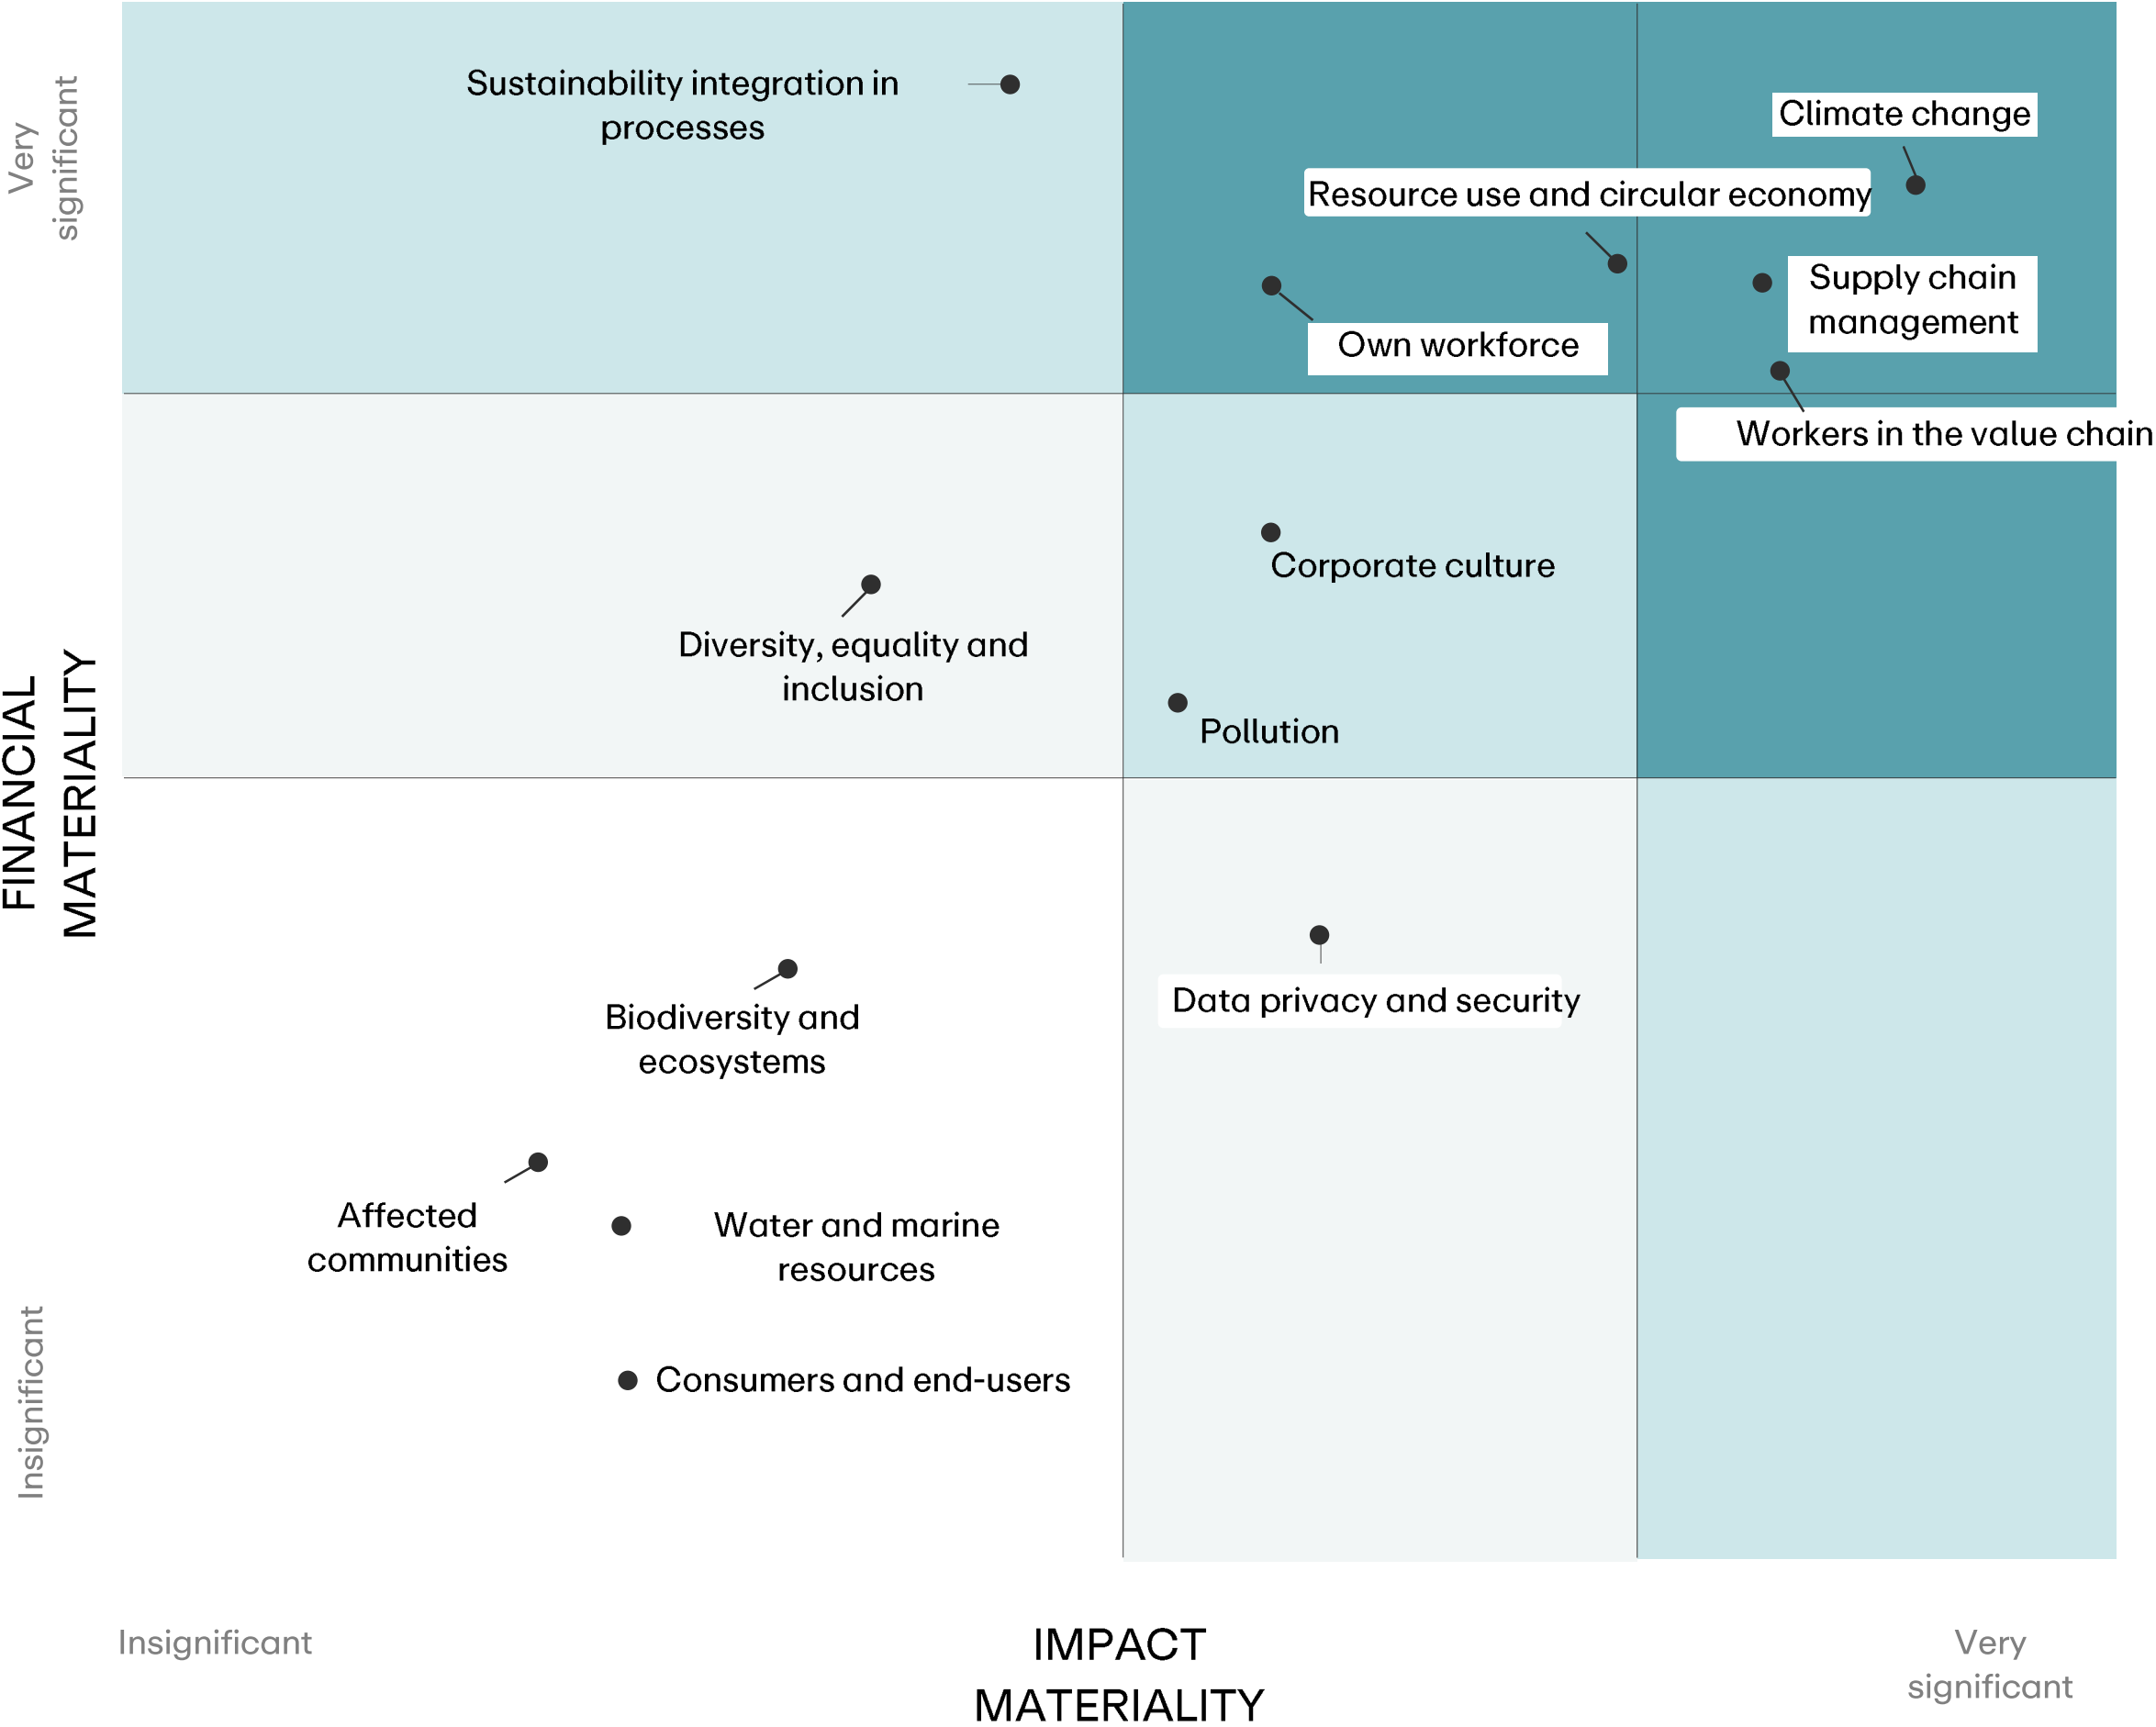 Very
significant
FINANCIAL
MATERIALITY
Insignificant
Sustainability integration in
processes
Climate change
Resource use and circular economy
Supply chain
management
Own workforce
Workers in the value chain
Corporate culture
Diversity, equality and
inclusion
Pollution
Data privacy and security
Biodiversity and
ecosystems
Affected
communities
Water and marine
resources
Consumers and end-users
Insignificant
IMPACT
MATERIALITY
Very
significant